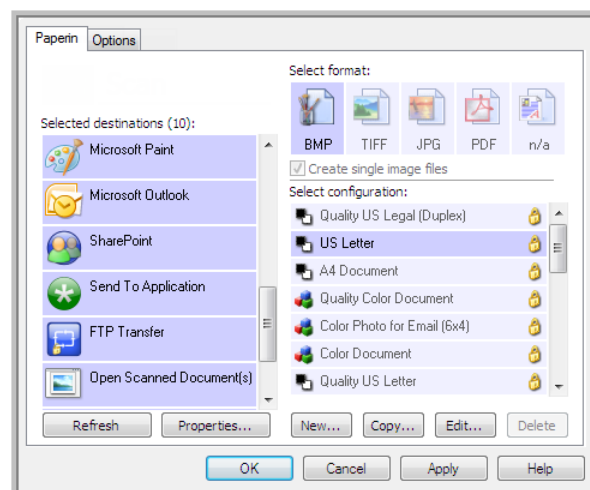 Paperin
Options
Select format:
Selected destinations (10):
BMP TIFF JPG PDF n/a
Create single image files
Select configuration:
Microsoft Paint
Microsoft Outlook
SharePoint
Send To Application
FTP Transfer
Open Scanned Document(s)
Quality US Legal (Duplex)
US Letter
A4 Document
Quality Color Document
Color Photo for Email (6x4)
Color Document
Quality US Letter
Refresh
Properties...
New...
Copy...
Edit...
Delete
OK
Cancel
Apply
Help